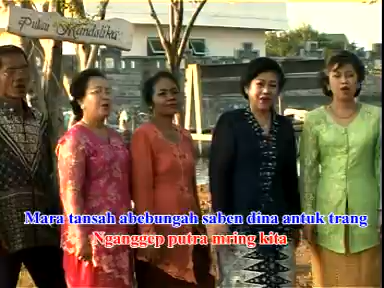 Pulau Mandalika
Mara tansah abebungah saben dina antuk trang
Nganggep putra mring kita